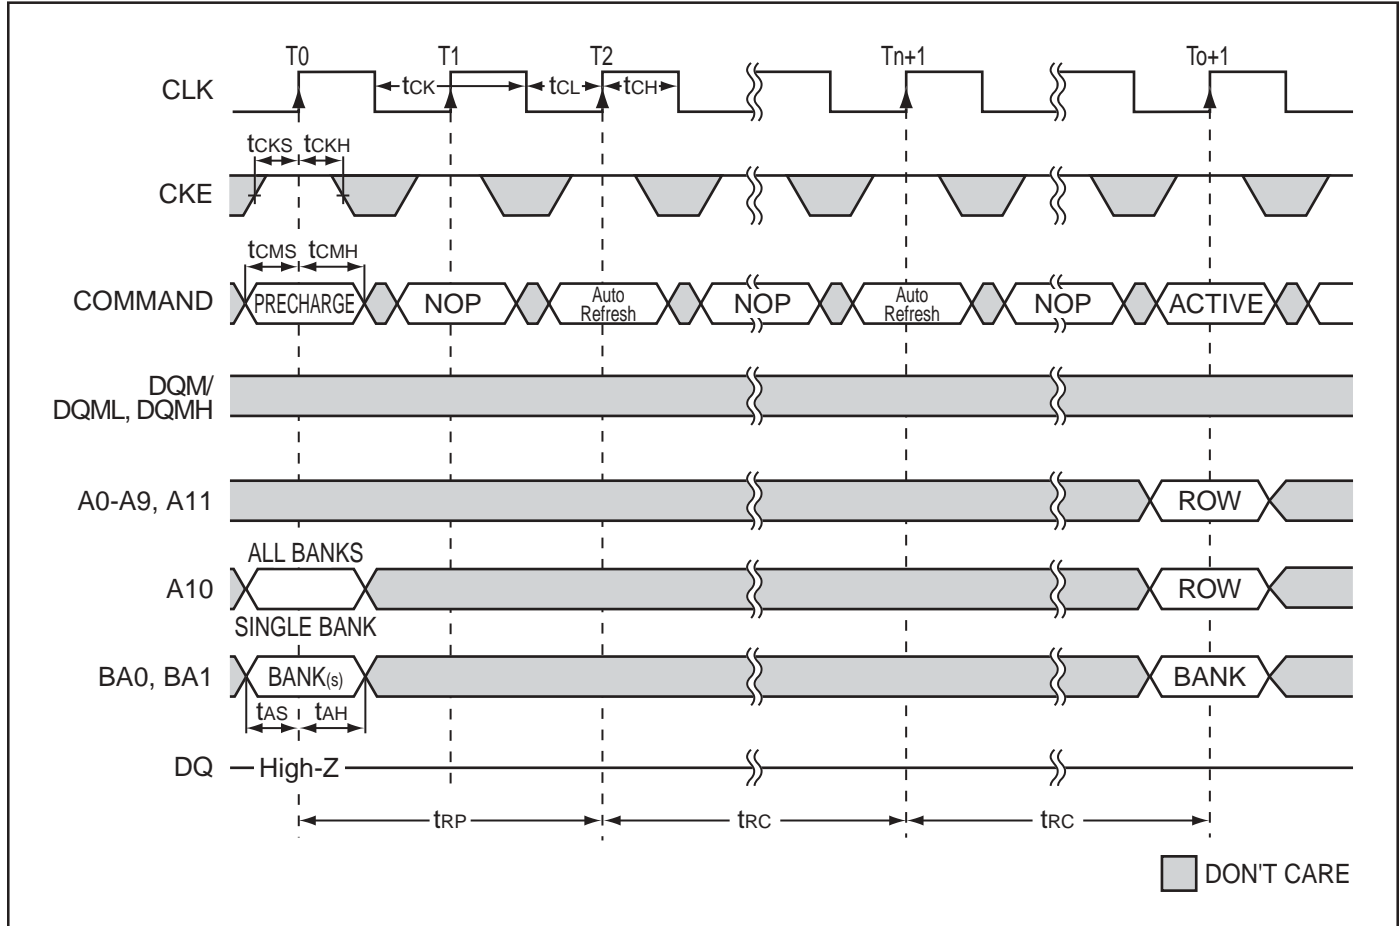 T0 T1 T2 Tn+1 To+1
CLK tCK tCL tCH
tCKS tCKH
CKE
tCMS tCMH
COMMAND PRECHARGE NOP Auto Refresh NOP Auto Refresh NOP ACTIVE
DQM/
DQML, DQMH
A0-A9, A11 ROW
ALL BANKS
A10 ROW
SINGLE BANK
BA0, BA1 BANK(s) BANK
tAS tAH
DQ High-Z
tRP tRC tRC
DON'T CARE